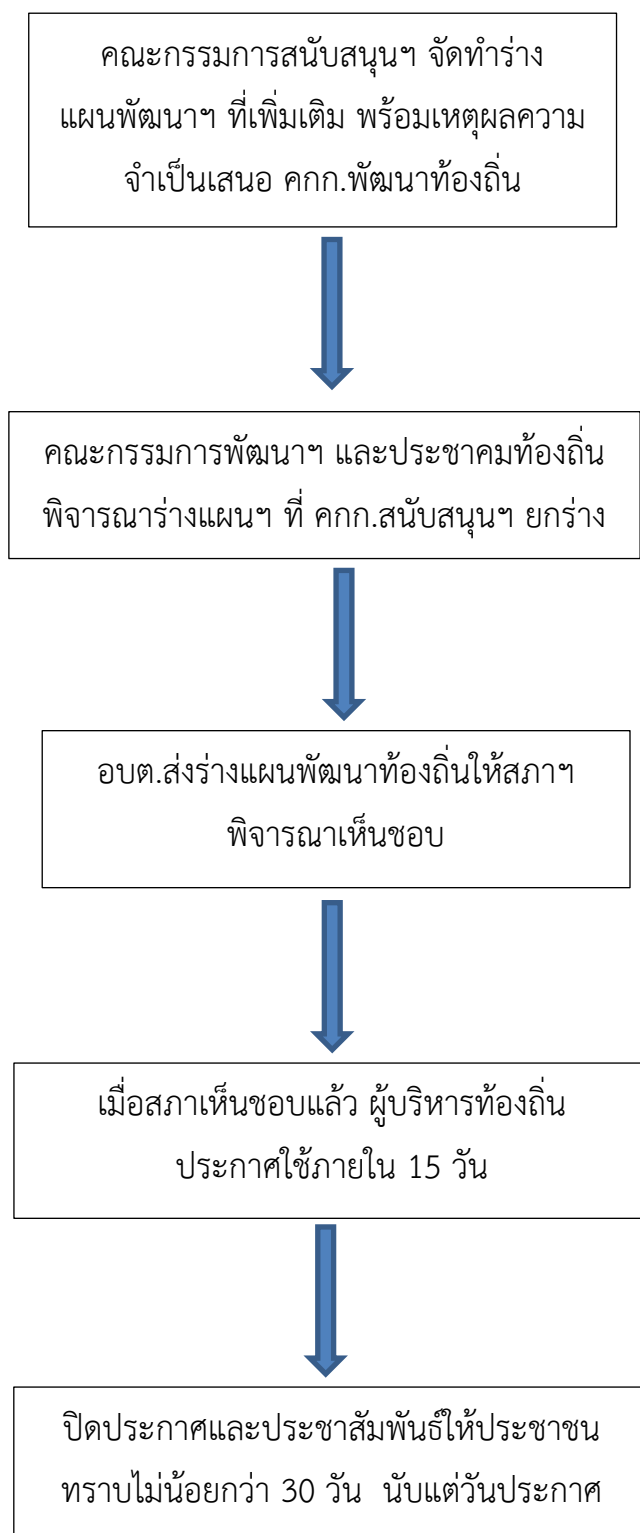 คณะกรรมการสนับสนุนฯ จัดทำร่าง
แผนพัฒนาฯ ที่เพิ่มเติม พร้อมเหตุผลความ
จำเป็นเสนอ คกก.พัฒนาท้องถิ่น
คณะกรรมการพัฒนาฯ และประชาคมท้องถิ่น
พิจารณาร่างแผนฯ ที่ คกก.สนับสนุนฯ ยกร่าง
อบต.ส่งร่างแผนพัฒนาท้องถิ่นให้สภาฯ
พิจารณาเห็นชอบ
เมื่อสภาเห็นชอบแล้ว ผู้บริหารท้องถิ่น
ประกาศใช้ภายใน 15 วัน
ปิดประกาศและประชาสัมพันธ์ให้ประชาชน
ทราบไม่น้อยกว่า 30 วัน นับแต่วันประกาศ